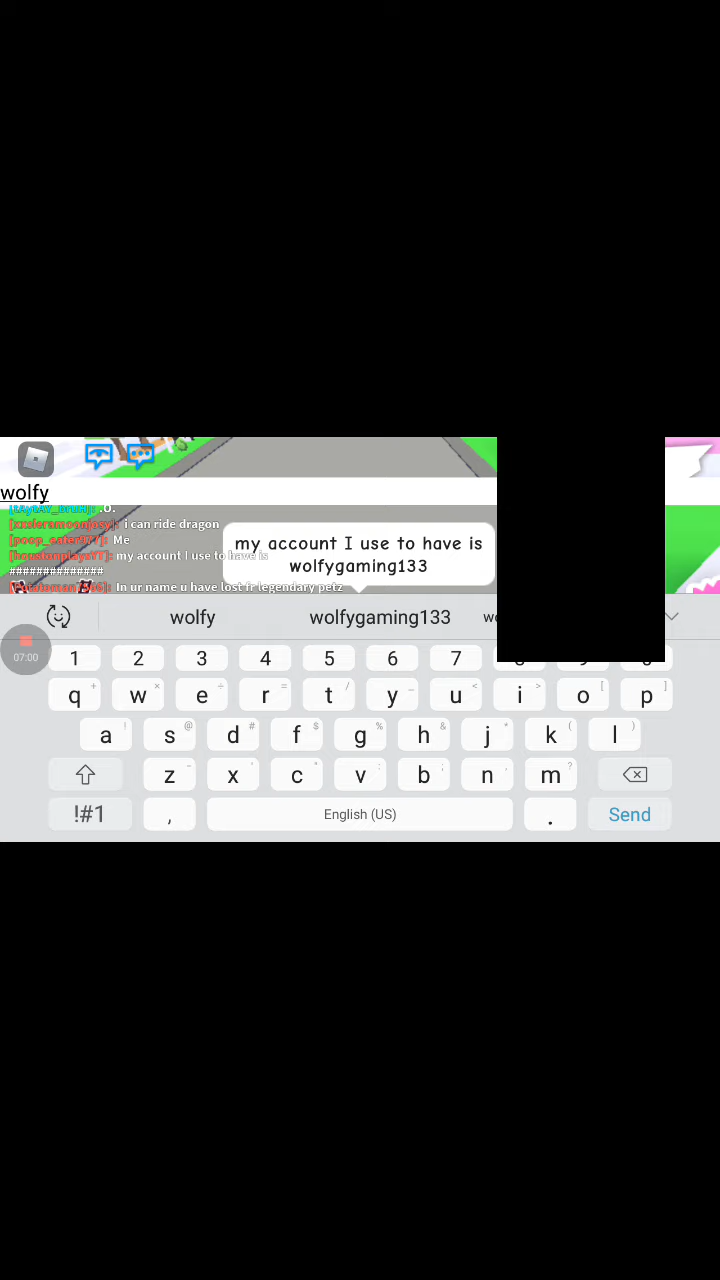 wolfy
.O.
i can ride dragon
Me
my account I use to have is
##############
In ur name u have lost fr legendary petz
my account I use to have is
wolfygaming133
wolfy wolfygaming133
07:00
1 2 3 4 5 6 7
q w e r t y u i o p
a s d f g h j k l
z x c v b n m
!#1 , English (US) . Send